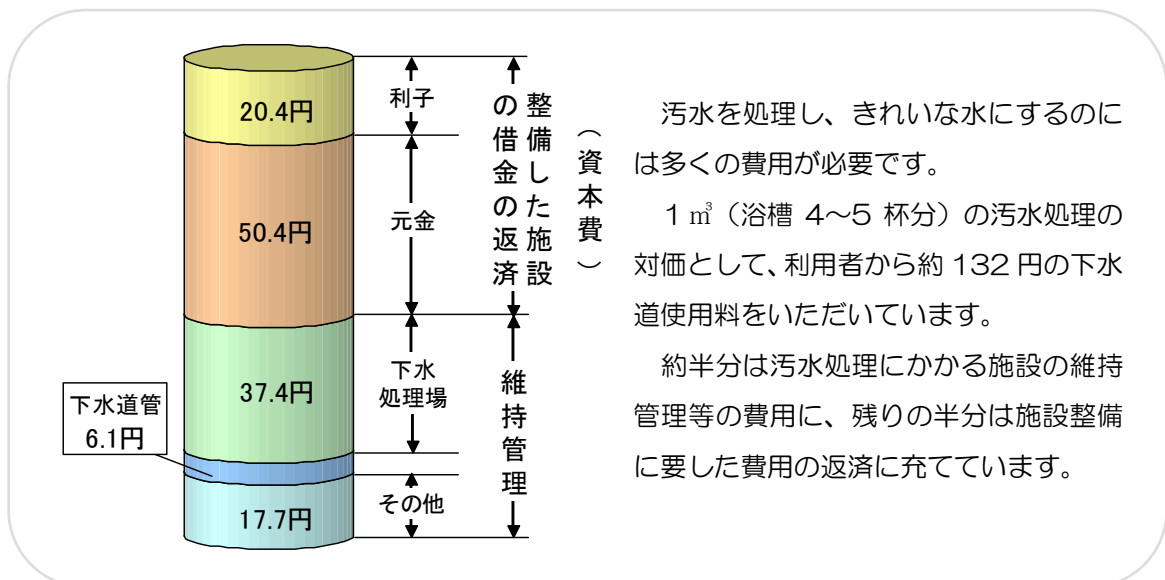 20.4円
50.4円
37.4円
17.7円
下水道管
6.1円
利子
元金
下水
処理場
その他
整備した施設
の借金の返済
（資本費）
維持管理
汚水を処理し、きれいな水にするのに
は多くの費用が必要です。
1 ㎥（浴槽 4～5 杯分）の汚水処理の
対価として、利用者から約 132 円の下水
道使用料をいただいています。
約半分は汚水処理にかかる施設の維持
管理等の費用に、残りの半分は施設整備
に要した費用の返済に充てています。